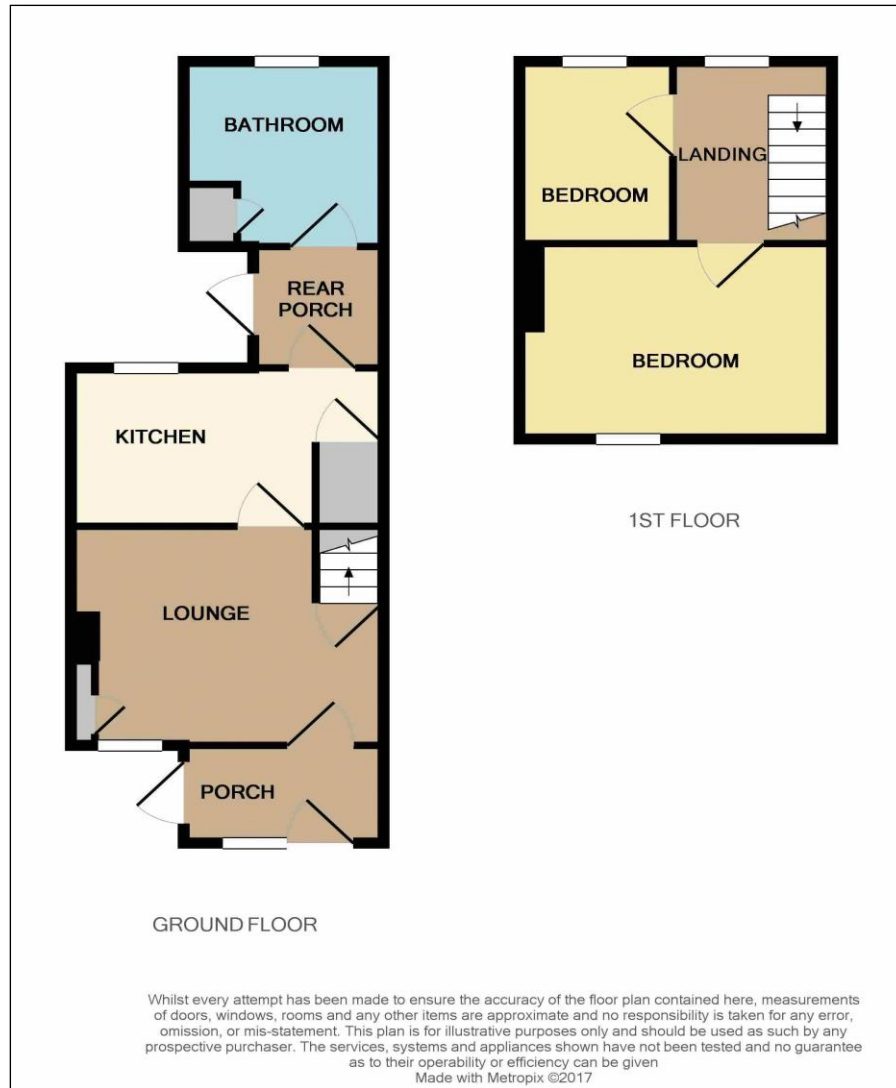 BATHROOM
REAR
PORCH
KITCHEN
LOUNGE
PORCH
GROUND FLOOR
BEDROOM
LANDING
BEDROOM
1ST FLOOR
Whilst every attempt has been made to ensure the accuracy of the floor plan contained here, measurements
of doors, windows, rooms and any other items are approximate and no responsibility is taken for any error,
omission, or mis-statement. This plan is for illustrative purposes only and should be used as such by any
prospective purchaser. The services, systems and appliances shown have not been tested and no guarantee
as to their operability or efficiency can be given
Made with Metropix ©2017